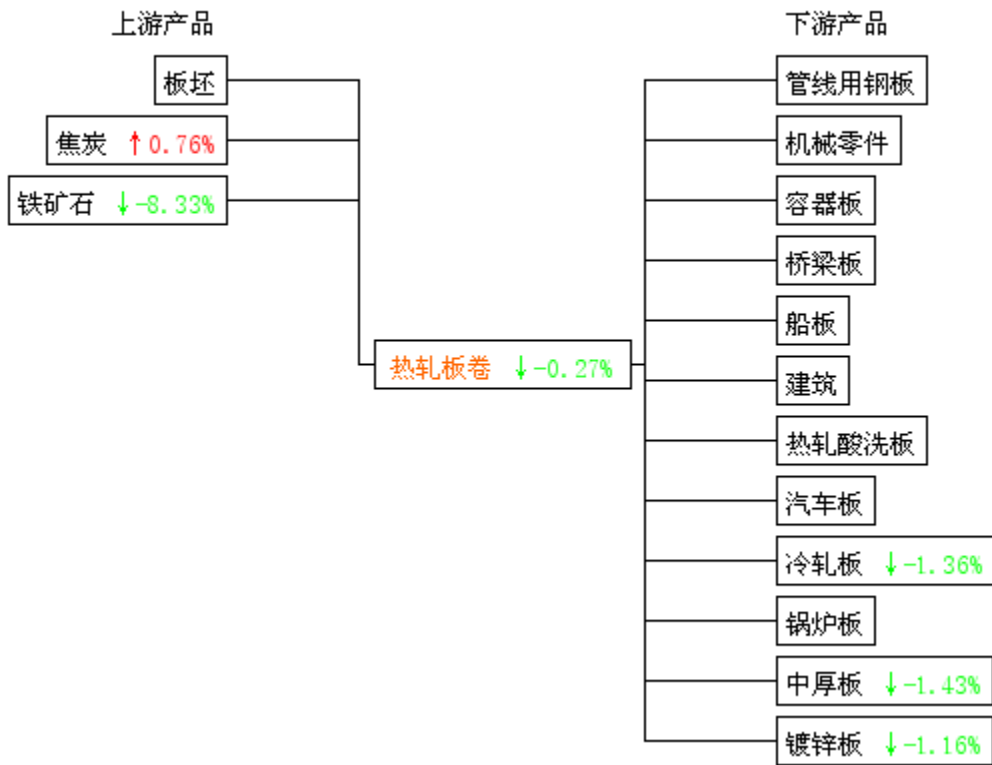 上游产品
板坯
焦炭 ↑0.76%
铁矿石 ↓-8.33%
热轧板卷 ↓-0.27%
下游产品
管线用钢板
机械零件
容器板
桥梁板
船板
建筑
热轧酸洗板
汽车板
冷轧板 ↓-1.36%
锅炉板
中厚板 ↓-1.43%
镀锌板 ↓-1.16%